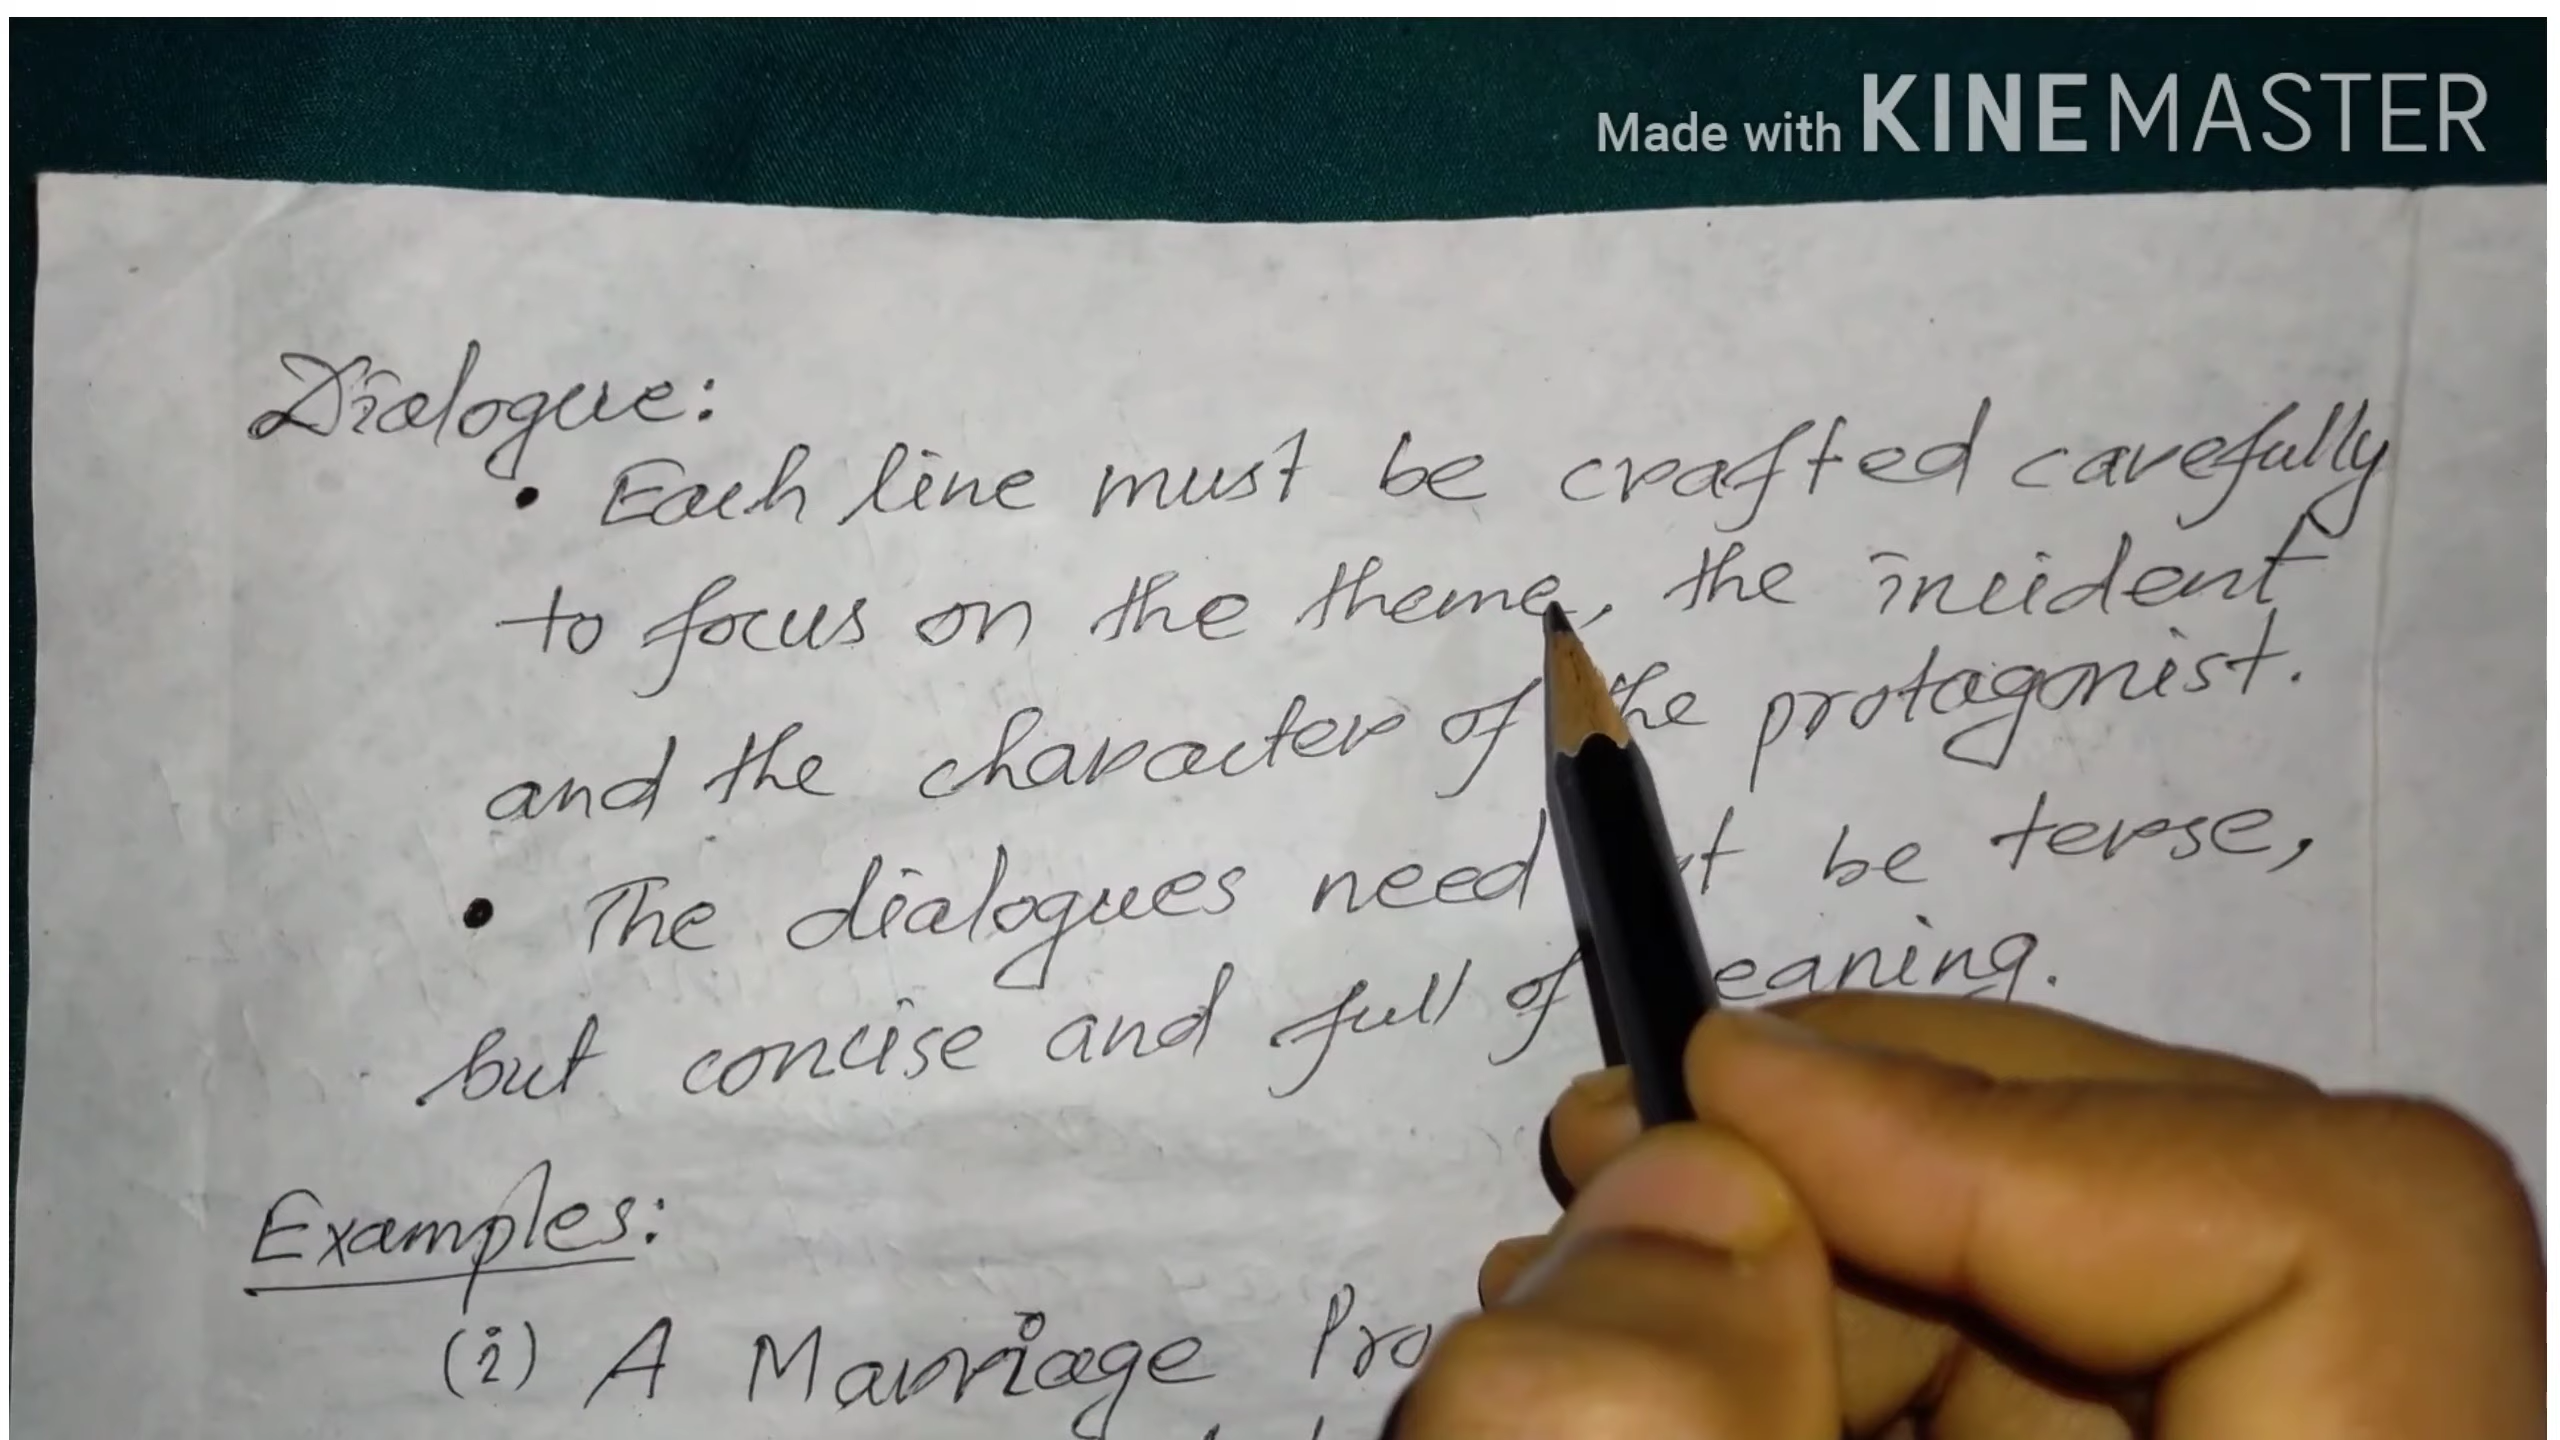 Made with KINEMASTER
Dialogue:
• Each line must be crafted carefully
to focus on the theme, the incident
and the character of the protagonist.
• The dialogues need be terse,
but concise and full of
Examples:
(i) A Marriage